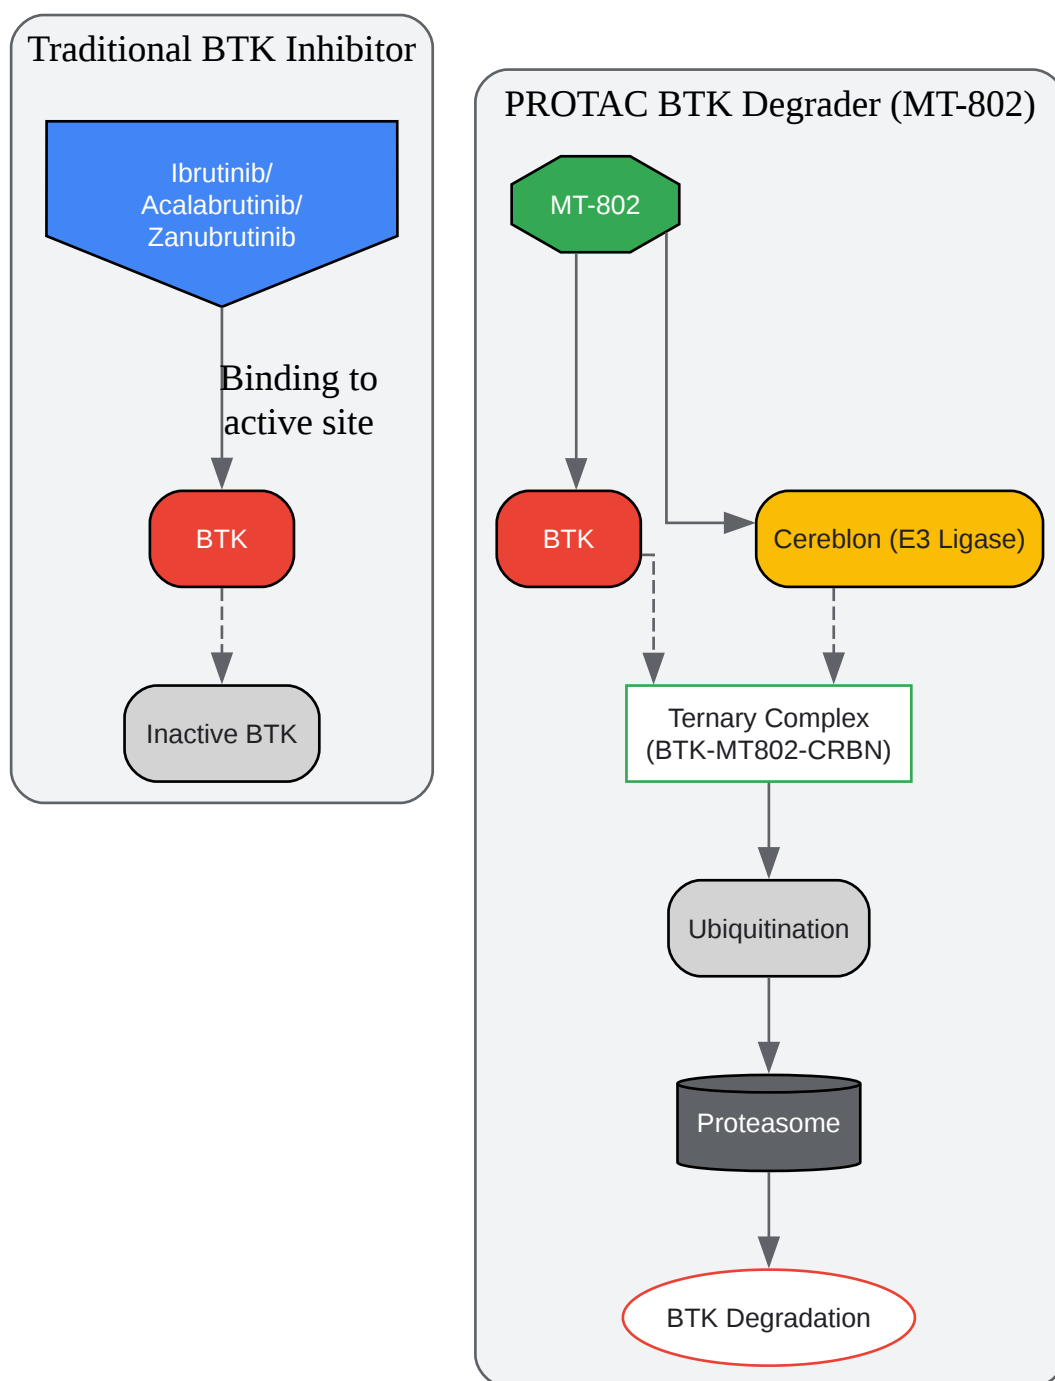 Traditional BTK Inhibitor
Ibrutinib/
Acalabrutinib/
Zanubrutinib
Binding to
active site
BTK
Inactive BTK
PROTAC BTK Degrader (MT-802)
MT-802
BTK
Cereblon (E3 Ligase)
Ternary Complex
(BTK-MT802-CRBN)
Ubiquitination
Proteasome
BTK Degradation